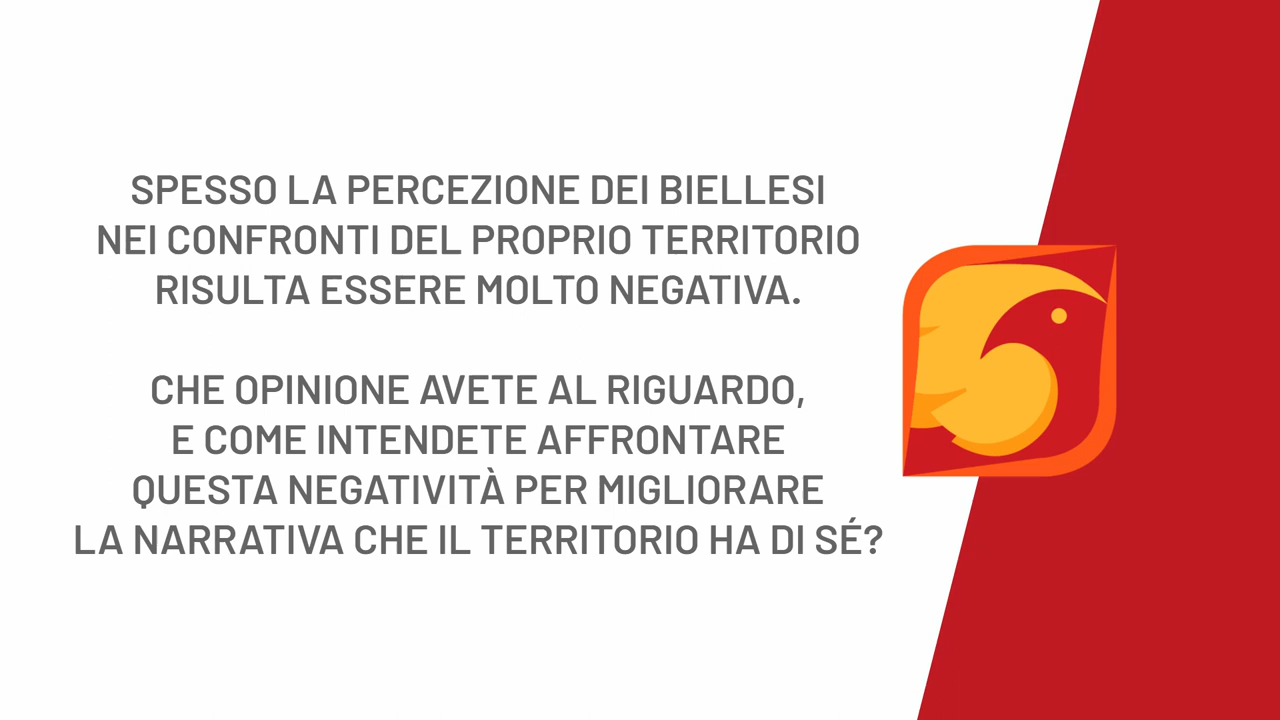 SPESSO LA PERCEZIONE DEI BIELLESI
NEI CONFRONTI DEL PROPRIO TERRITORIO
RISULTA ESSERE MOLTO NEGATIVA.
CHE OPINIONE AVETE AL RIGUARDO,
E COME INTENDETE AFFRONTARE
QUESTA NEGATIVITÀ PER MIGLIORARE
LA NARRATIVA CHE IL TERRITORIO HA DI SÉ?